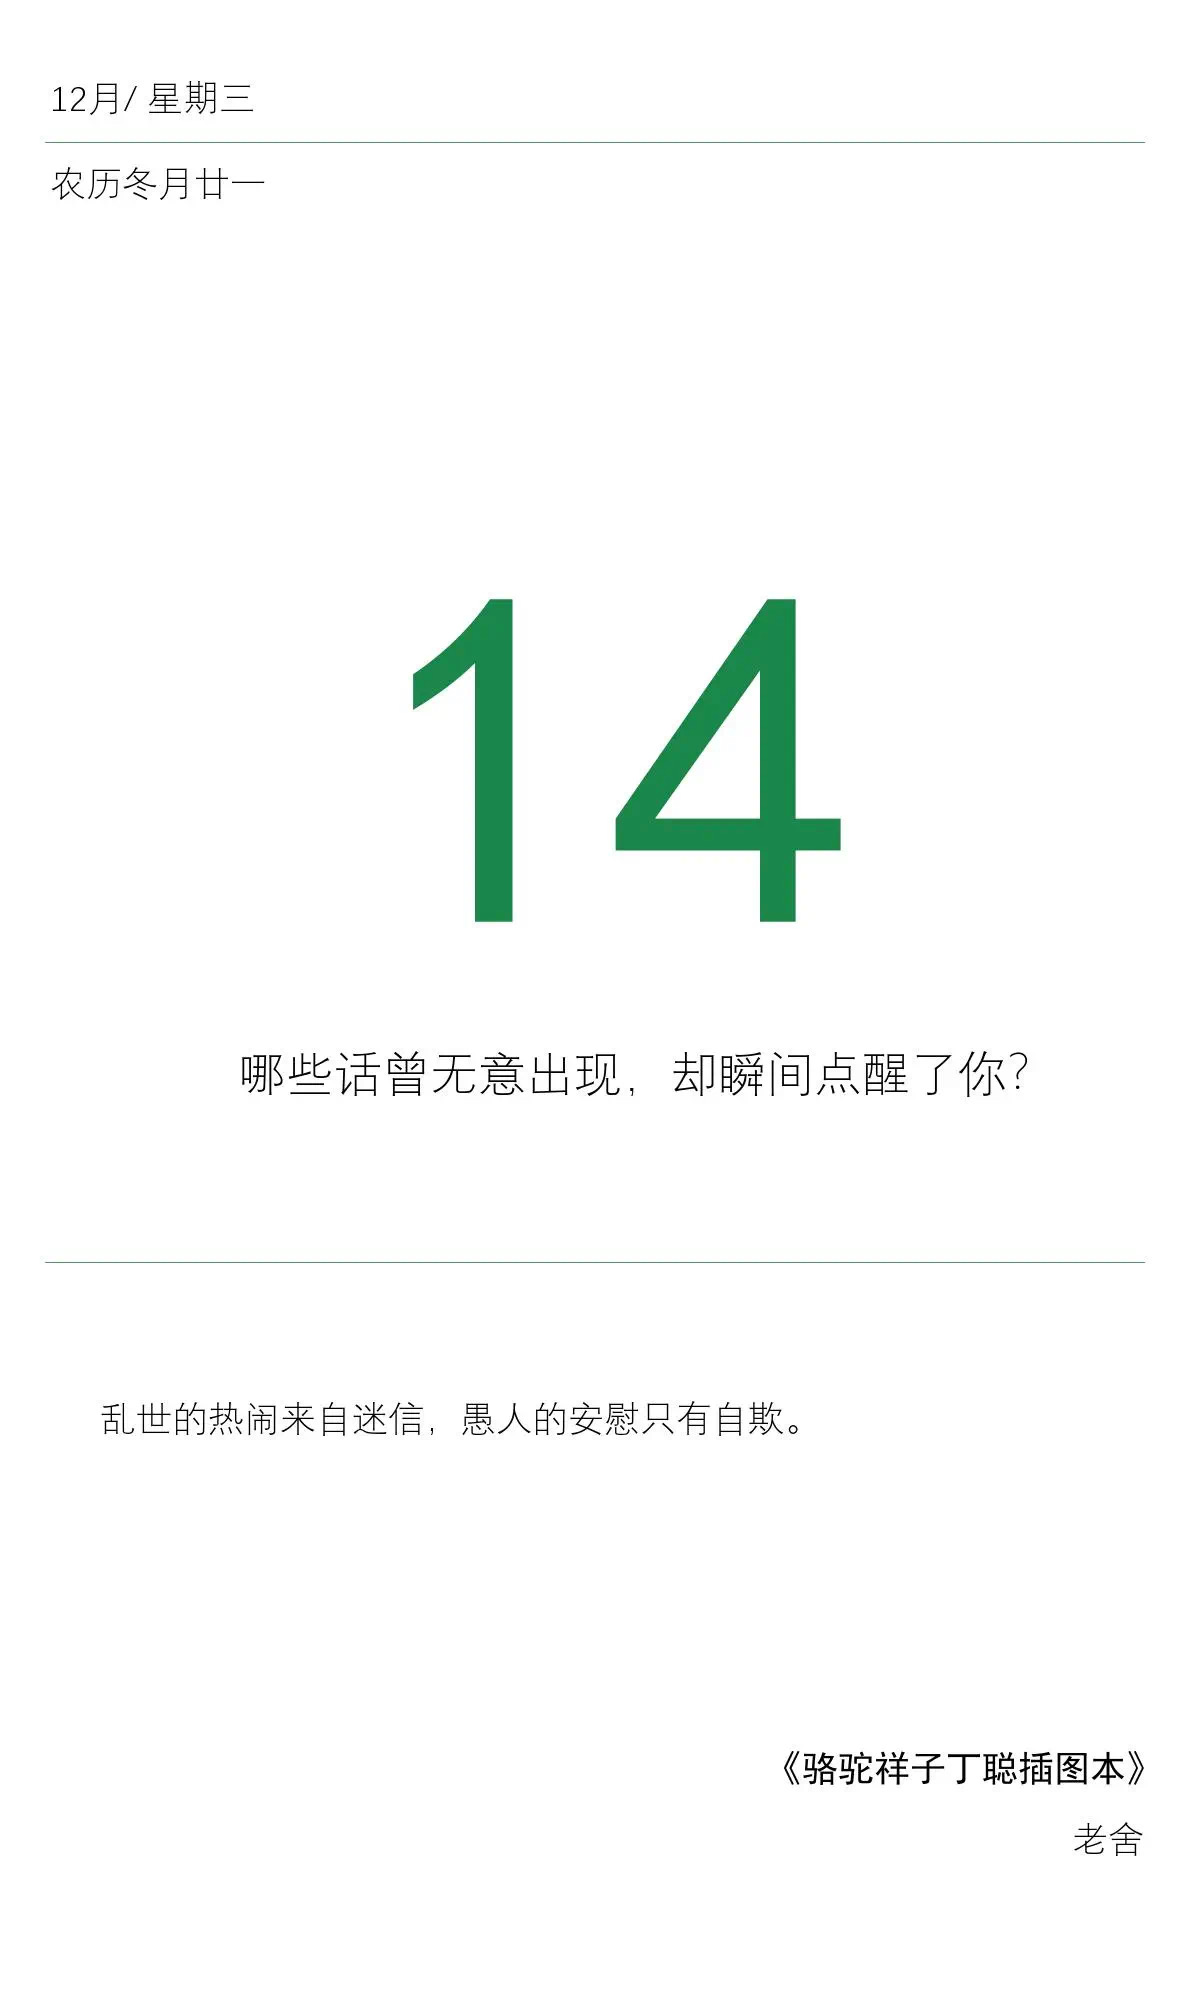 12月/ 星期三
农历冬月廿一
14
哪些话曾无意出现，却瞬间点醒了你？
乱世的热闹来自迷信，愚人的安慰只有自欺。
《骆驼祥子丁聪插图本》
老舍